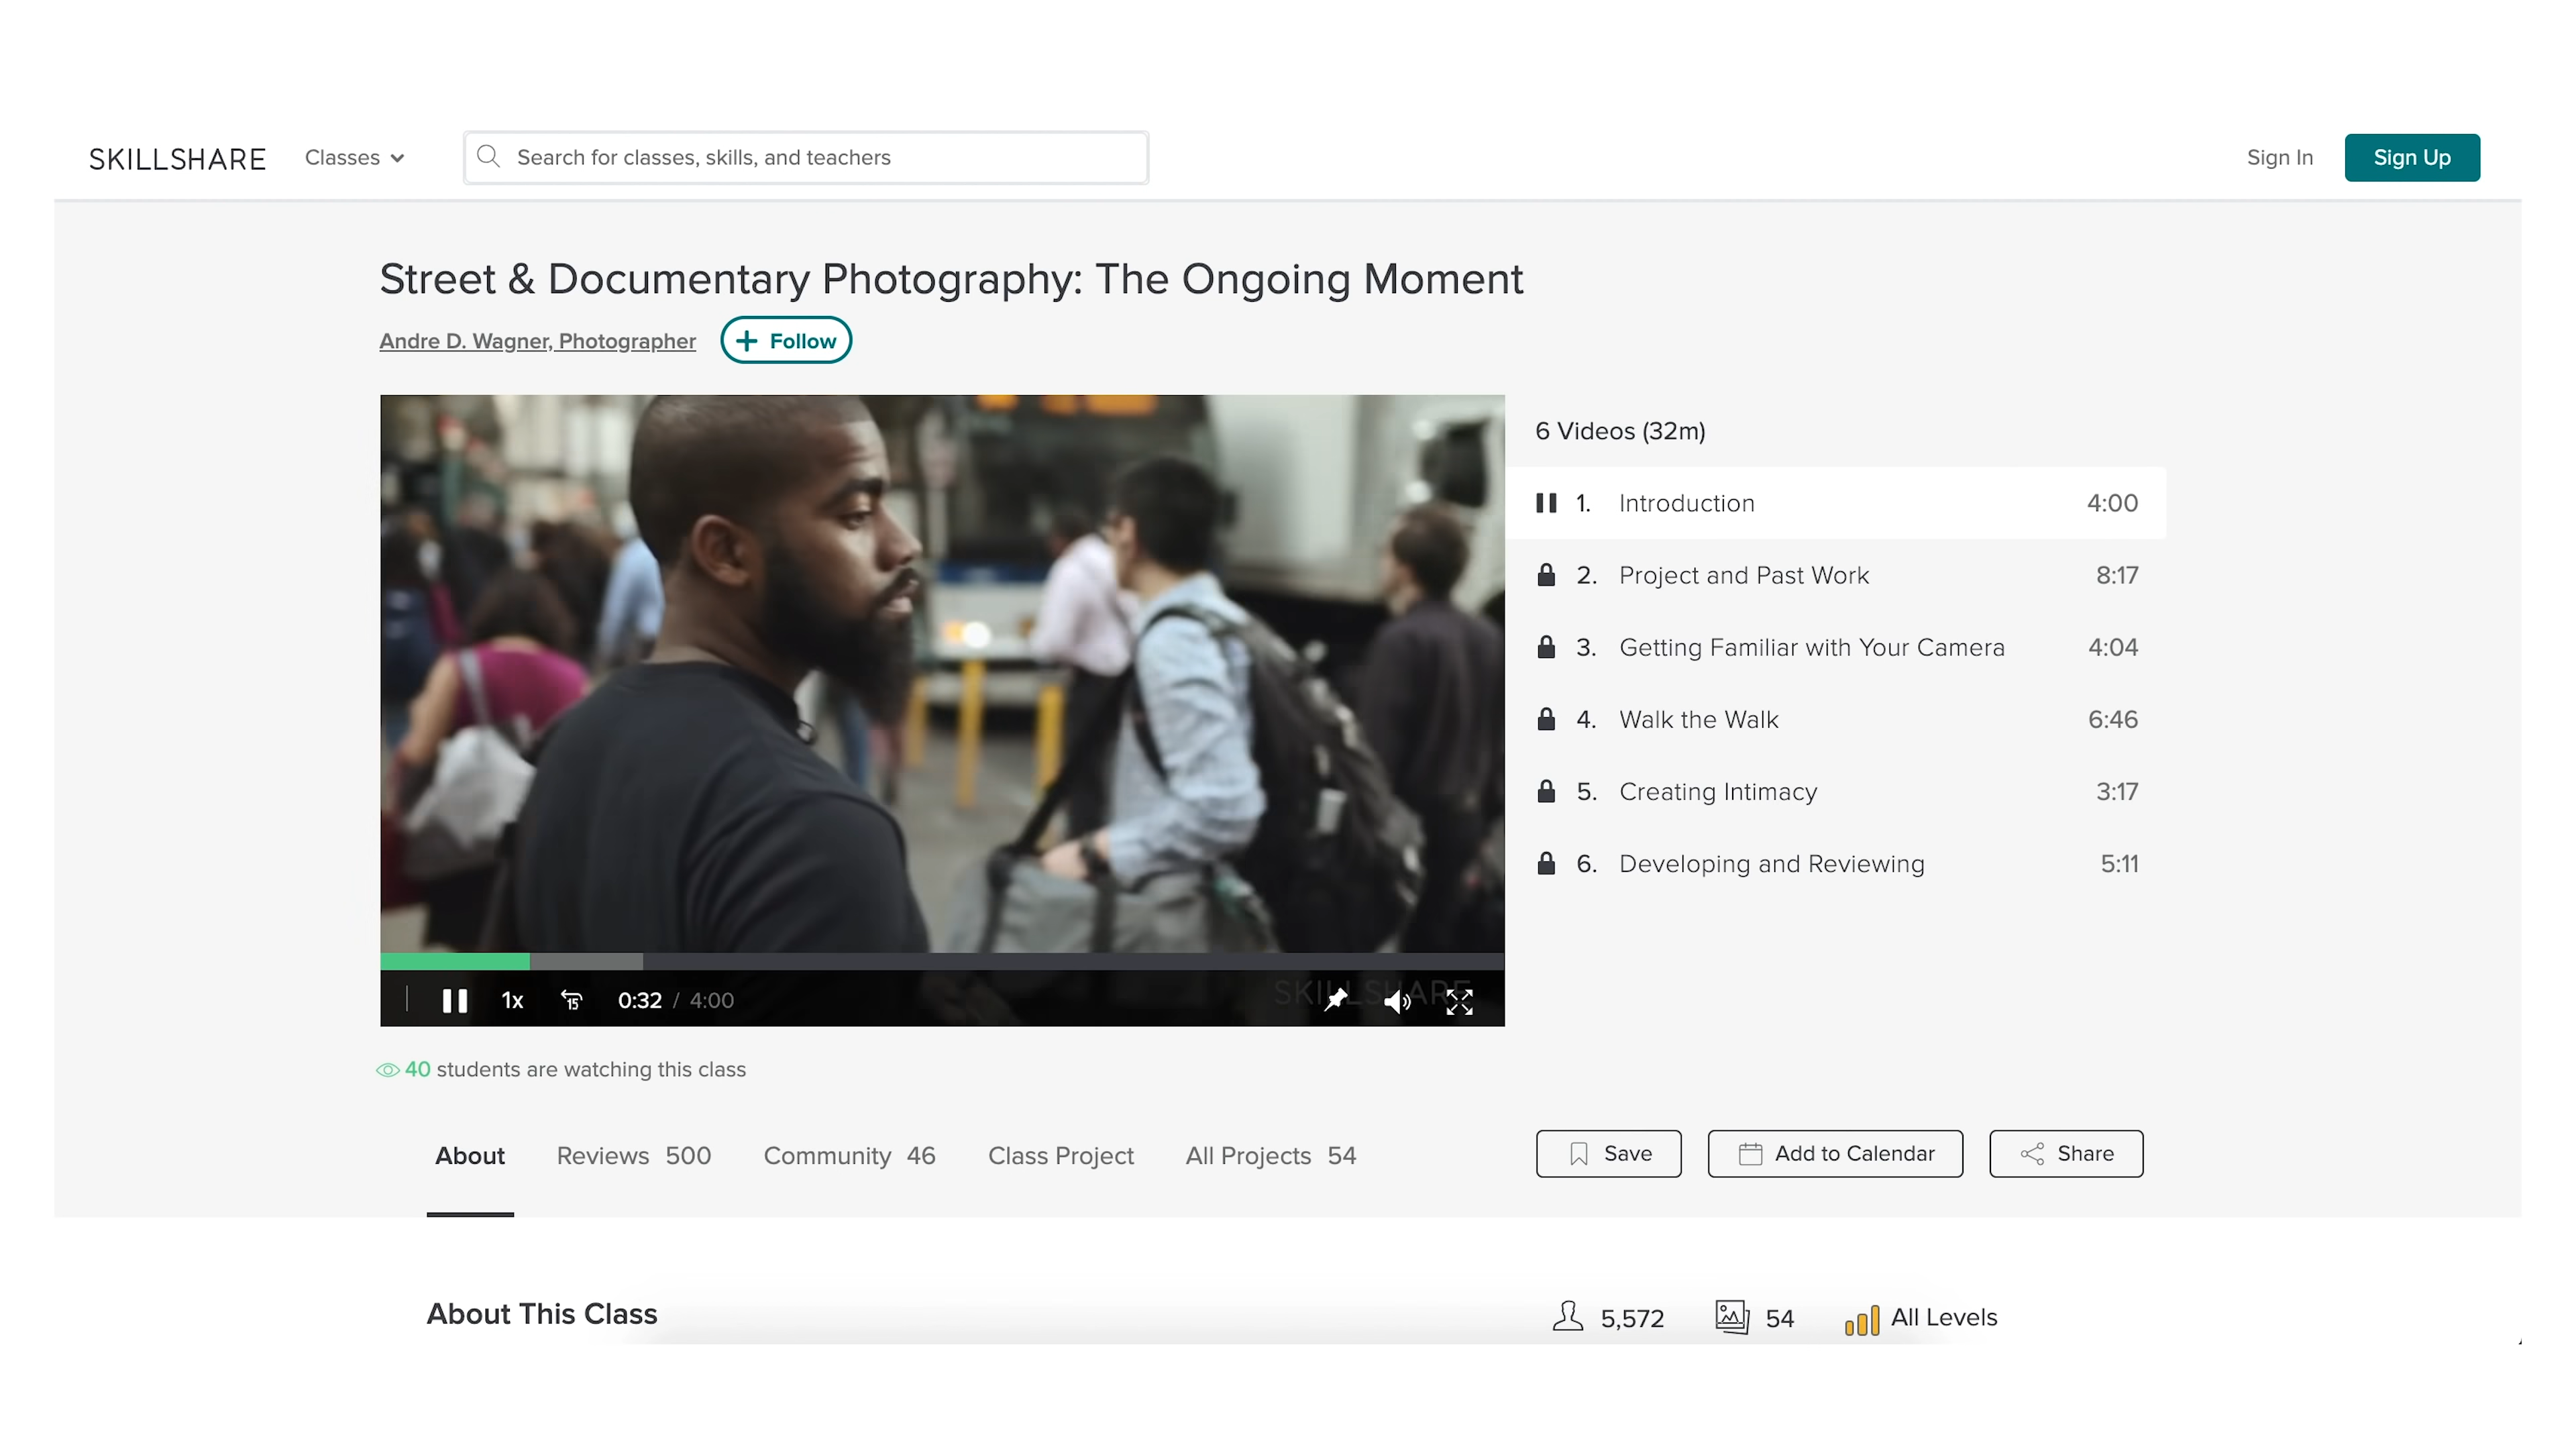 SKILLSHARE Classes Search for classes, skills, and teachers Sign In Sign Up
Street & Documentary Photography: The Ongoing Moment
Andre D. Wagner, Photographer + Follow
6 Videos (32m)
1. Introduction 4:00
2. Project and Past Work 8:17
3. Getting Familiar with Your Camera 4:04
4. Walk the Walk 6:46
5. Creating Intimacy 3:17
6. Developing and Reviewing 5:11
SKILLSHARE
1x 15 0:32 / 4:00
40 students are watching this class
About Reviews 500 Community 46 Class Project All Projects 54 Save Add to Calendar Share
About This Class 5,572 54 All Levels